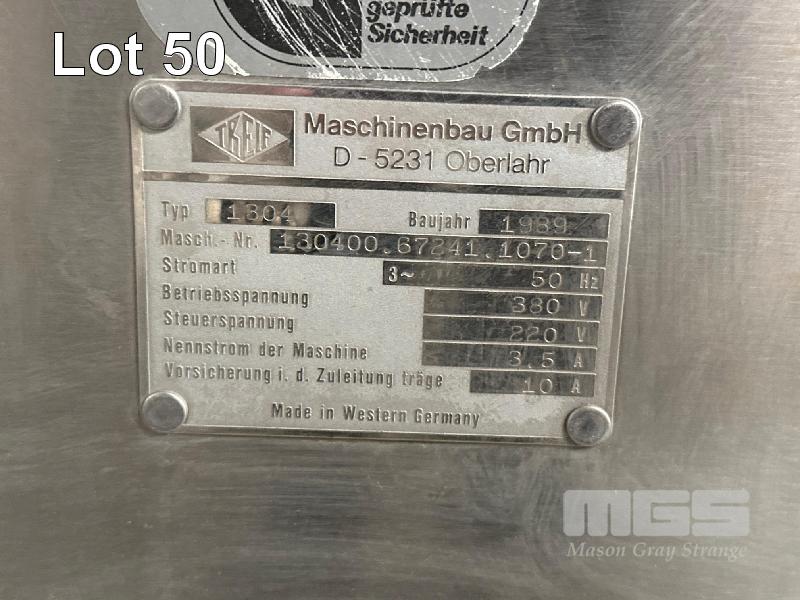 geprüfte
Sicherheit
Lot 50
TREIF
Maschinenbau GmbH
D - 5231 Oberlahr
Typ 1304 Baujahr 1989
Masch.- Nr. 130400.67241.1070-1
Stromart 3~ 50 Hz
Betriebsspannung 380 V
Steuerspannung 220 V
Nennstrom der Maschine 3,5 A
Vorsicherung i. d. Zuleitung träge 10 A
Made in Western Germany
MGS
Mason Gray Strange